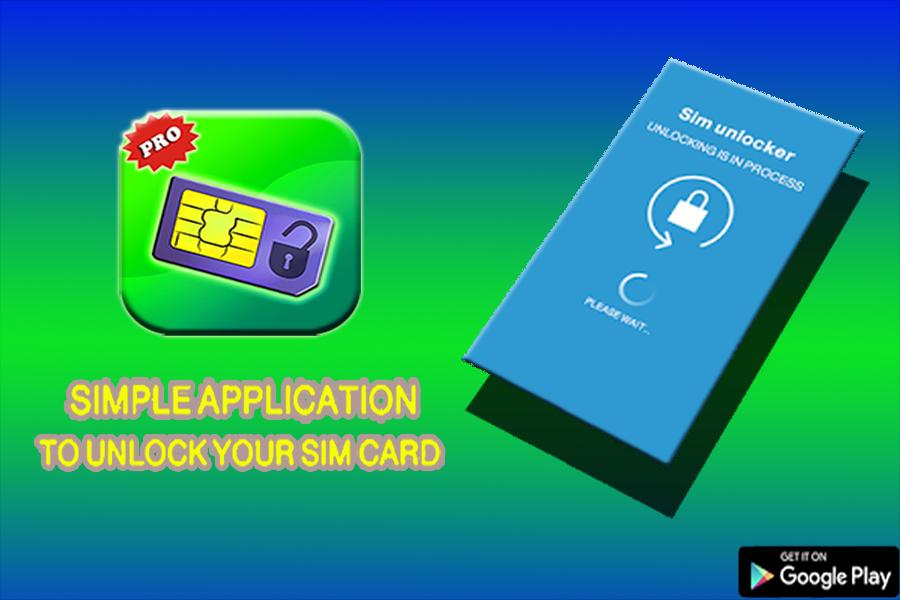 PRO
SIMPLE APPLICATION
TO UNLOCK YOUR SIM CARD
Sim unlocker
UNLOCKING IS IN PROCESS
PLEASE WAIT...
GET IT ON
Google Play